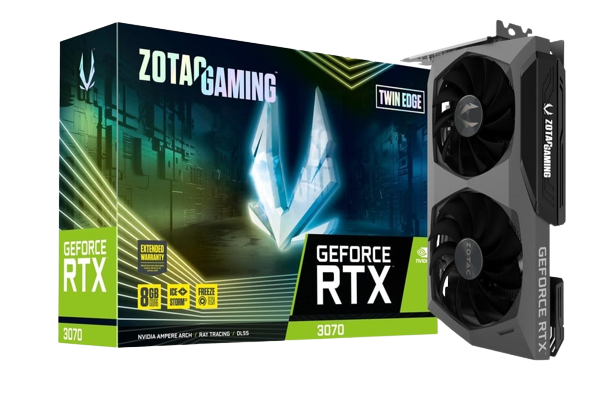 ZOTAC GAMING
TWIN EDGE
GEFORCE
RTX
3070
EXTENDED
WARRANTY
8GB
ICE
STORM
FREEZE
GEFORCE
RTX
3070
NVIDIA AMPERE ARCH / RAY TRACING / DLSS
NVIDIA
ZOTAC
GAMING
ZOTAC
GEFORCE RTX